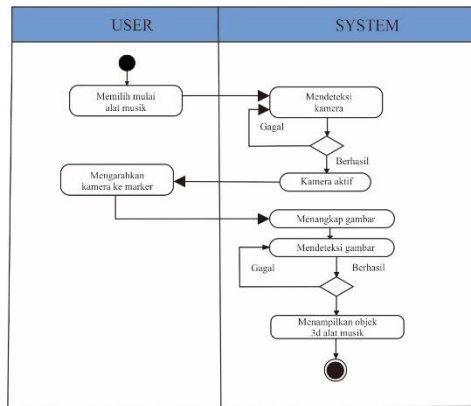 USER
SYSTEM
Memilih mulai
alat musik
Mendeteksi
kamera
Gagal
Berhasil
Mengarahkan
kamera ke marker
Kamera aktif
Menangkap gambar
Mendeteksi gambar
Gagal
Berhasil
Menampilkan objek
3d alat musik